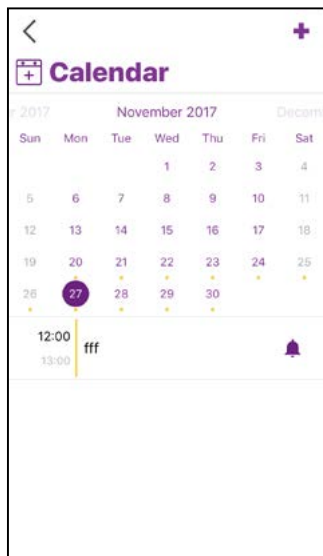 Calendar
r 2017 November 2017 Decem
Sun Mon Tue Wed Thu Fri Sat
1 2 3 4
5 6 7 8 9 10 11
12 13 14 15 16 17 18
19 20 21 22 23 24 25
26 27 28 29 30
12:00
fff
13:00